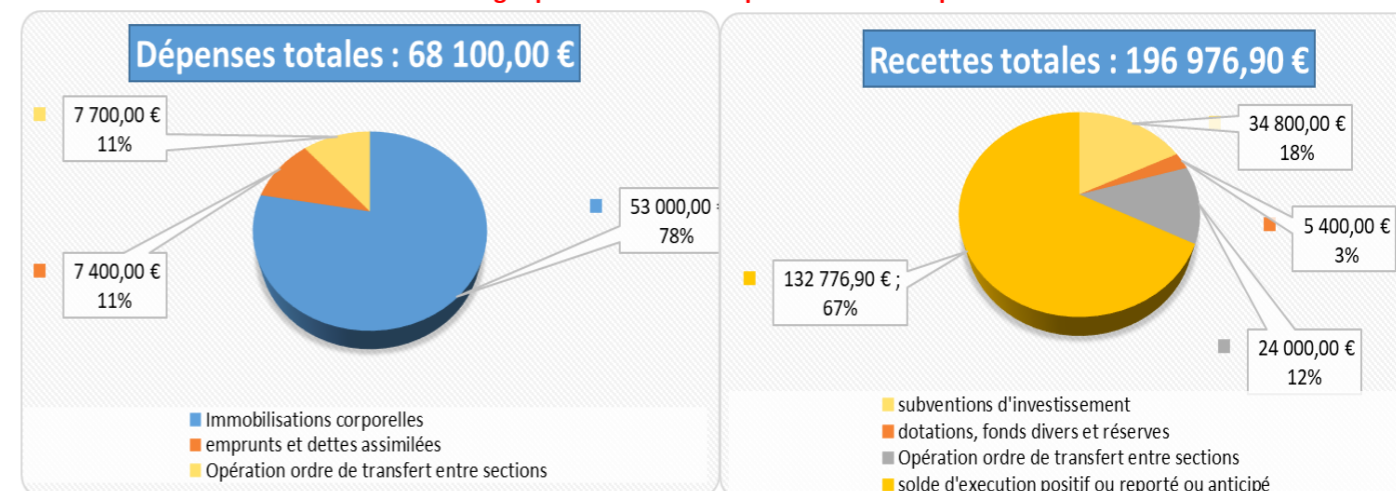 Dépenses totales : 68 100,00 €
7 700,00 €
11%
53 000,00
78%
7 400,00 €
11%
Immobilisations corporelles
emprunts et dettes assimilées
Opération ordre de transfert entre sections
Recettes totales : 196 976,90 €
34 800,00 €
18%
5 400,00 €
3%
132 776,90 € ;
67%
24 000,00 €
12%
subventions d'investissement
dotations, fonds divers et réserves
Opération ordre de transfert entre sections
solde d'execution positif ou reporté ou anticipé